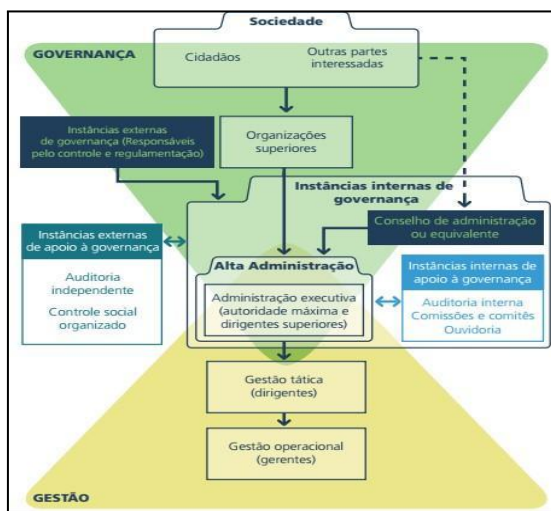 Sociedade
GOVERNANÇA
Cidadãos
Outras partes
interessadas
Instâncias externas
de governança (Responsáveis
pelo controle e regulamentação)
Organizações
superiores
Instâncias internas de
governança
Instâncias externas
de apoio à governança
Conselho de administração
ou equivalente
Auditoria
independente
Controle social
organizado
Alta Administração
Administração executiva
(autoridade máxima e
dirigentes superiores)
Instâncias internas de
apoio à governança
Auditoria interna
Comissões e comitês
Ouvidoria
Gestão tática
(dirigentes)
Gestão operacional
(gerentes)
GESTÃO